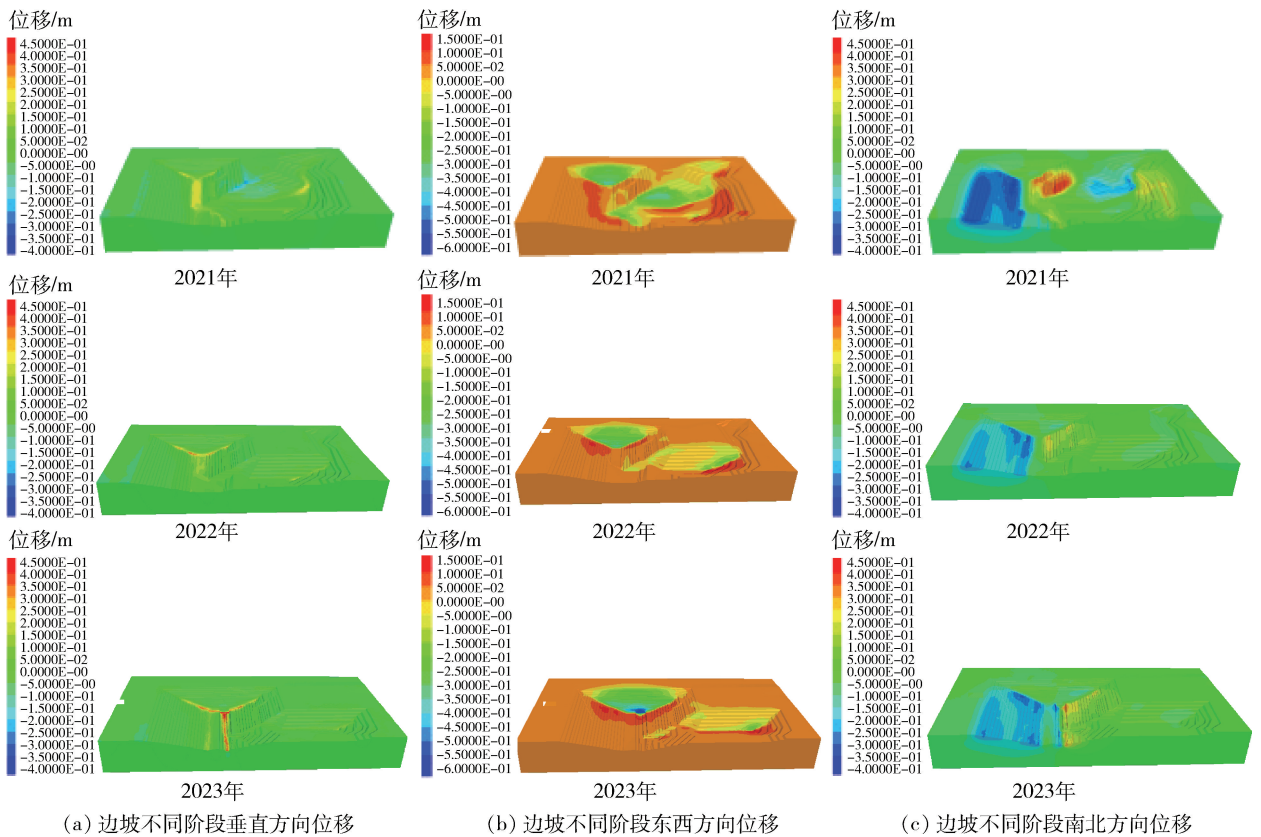 位移/m
4.5000E-01
4.0000E-01
3.5000E-01
3.0000E-01
2.5000E-01
2.0000E-01
1.5000E-01
1.0000E-01
5.0000E-02
0.0000E-00
-5.0000E-00
-1.0000E-01
-1.5000E-01
-2.0000E-01
-2.5000E-01
-3.0000E-01
-3.5000E-01
-4.0000E-01
2021年
位移/m
1.5000E-01
1.0000E-01
5.0000E-02
0.0000E-00
-5.0000E-00
-1.0000E-01
-1.5000E-01
-2.0000E-01
-2.5000E-01
-3.0000E-01
-3.5000E-01
-4.0000E-01
-4.5000E-01
-5.0000E-01
-5.5000E-01
-6.0000E-01
2021年
位移/m
4.5000E-01
4.0000E-01
3.5000E-01
3.0000E-01
2.5000E-01
2.0000E-01
1.5000E-01
1.0000E-01
5.0000E-02
0.0000E-00
-5.0000E-00
-1.0000E-01
-1.5000E-01
-2.0000E-01
-2.5000E-01
-3.0000E-01
-3.5000E-01
-4.0000E-01
2021年
位移/m
4.5000E-01
4.0000E-01
3.5000E-01
3.0000E-01
2.5000E-01
2.0000E-01
1.5000E-01
1.0000E-01
5.0000E-02
0.0000E-00
-5.0000E-00
-1.0000E-01
-1.5000E-01
-2.0000E-01
-2.5000E-01
-3.0000E-01
-3.5000E-01
-4.0000E-01
2022年
位移/m
1.5000E-01
1.0000E-01
5.0000E-02
0.0000E-00
-5.0000E-00
-1.0000E-01
-1.5000E-01
-2.0000E-01
-2.5000E-01
-3.0000E-01
-3.5000E-01
-4.0000E-01
-4.5000E-01
-5.0000E-01
-5.5000E-01
-6.0000E-01
2022年
位移/m
4.5000E-01
4.0000E-01
3.5000E-01
3.0000E-01
2.5000E-01
2.0000E-01
1.5000E-01
1.0000E-01
5.0000E-02
0.0000E-00
-5.0000E-00
-1.0000E-01
-1.5000E-01
-2.0000E-01
-2.5000E-01
-3.0000E-01
-3.5000E-01
-4.0000E-01
2022年
位移/m
4.5000E-01
4.0000E-01
3.5000E-01
3.0000E-01
2.5000E-01
2.0000E-01
1.5000E-01
1.0000E-01
5.0000E-02
0.0000E-00
-5.0000E-00
-1.0000E-01
-1.5000E-01
-2.0000E-01
-2.5000E-01
-3.0000E-01
-3.5000E-01
-4.0000E-01
2023年
位移/m
1.5000E-01
1.0000E-01
5.0000E-02
0.0000E-00
-5.0000E-00
-1.0000E-01
-1.5000E-01
-2.0000E-01
-2.5000E-01
-3.0000E-01
-3.5000E-01
-4.0000E-01
-4.5000E-01
-5.0000E-01
-5.5000E-01
-6.0000E-01
2023年
位移/m
4.5000E-01
4.0000E-01
3.5000E-01
3.0000E-01
2.5000E-01
2.0000E-01
1.5000E-01
1.0000E-01
5.0000E-02
0.0000E-00
-5.0000E-00
-1.0000E-01
-1.5000E-01
-2.0000E-01
-2.5000E-01
-3.0000E-01
-3.5000E-01
-4.0000E-01
2023年
(a) 边坡不同阶段垂直方向位移
(b) 边坡不同阶段东西方向位移
(c) 边坡不同阶段南北方向位移